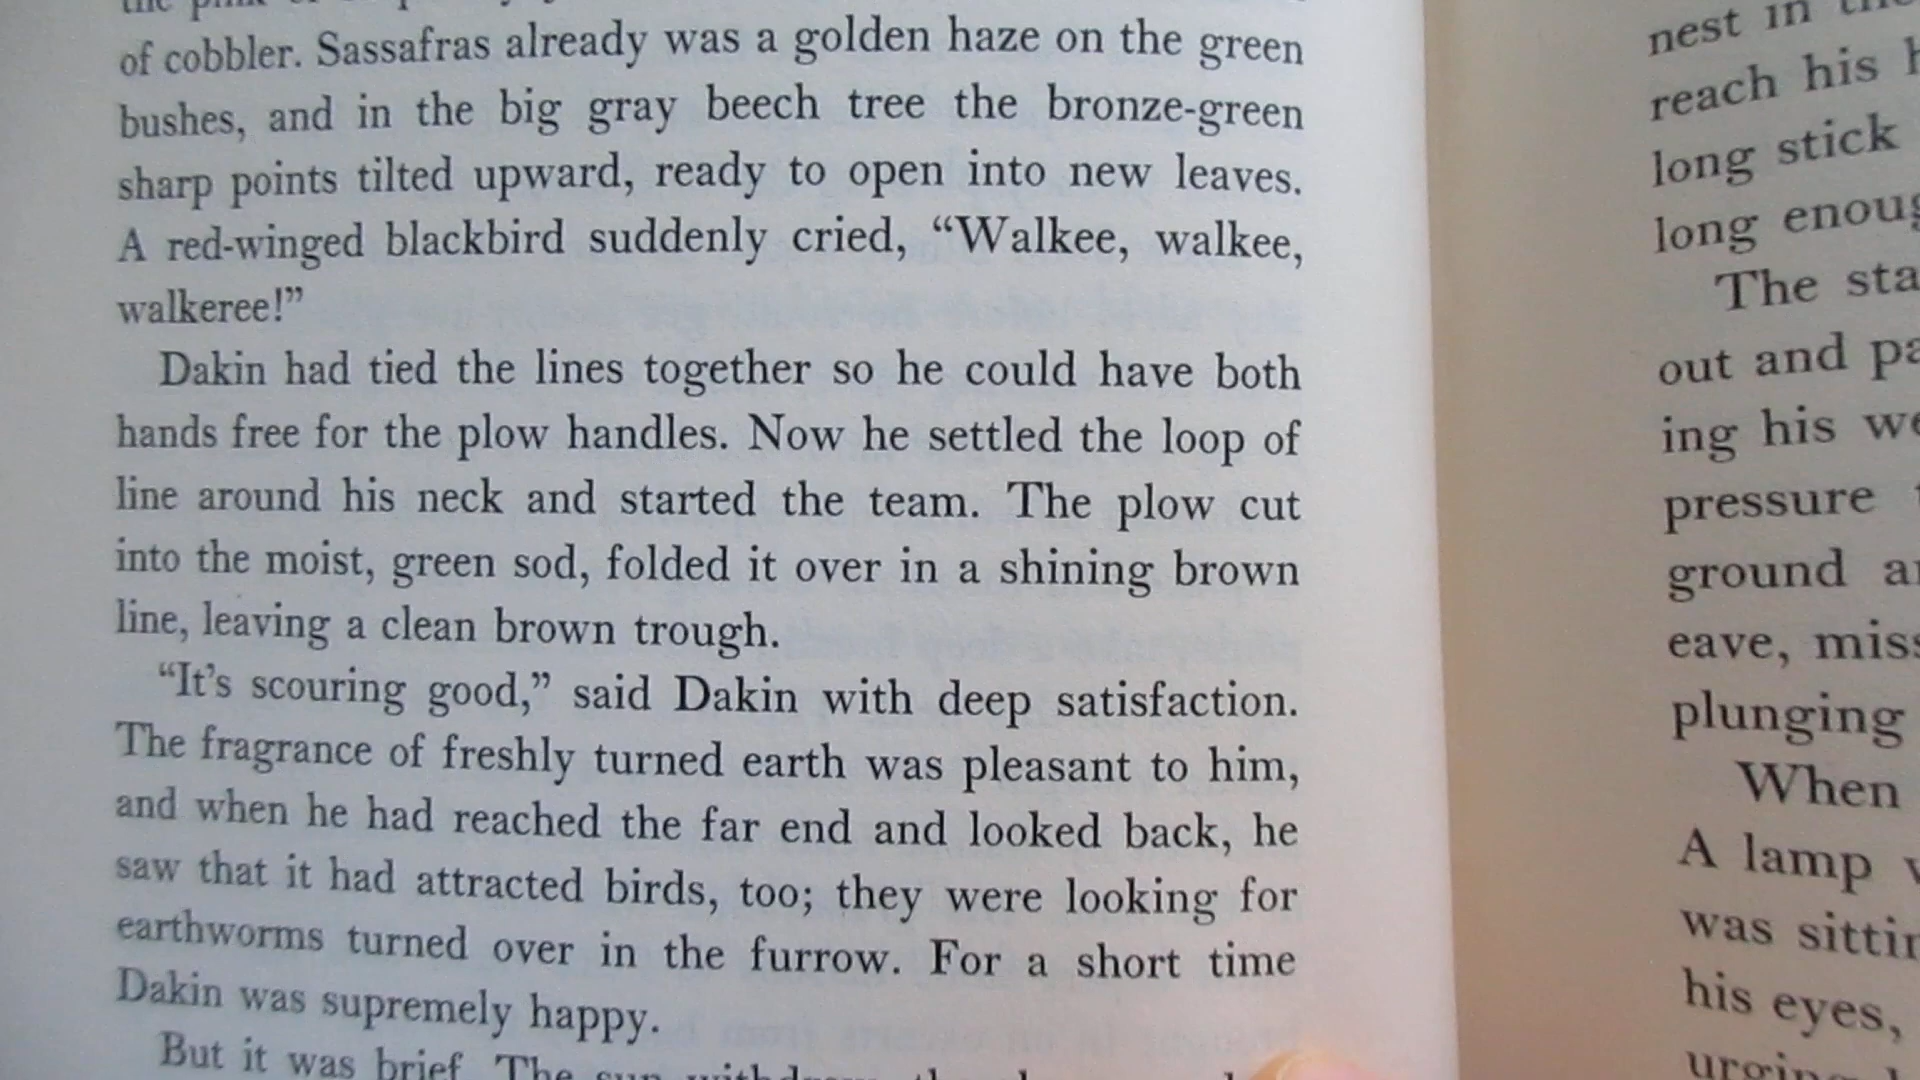 of cobbler. Sassafras already was a golden haze on the green
bushes, and in the big gray beech tree the bronze-green
sharp points tilted upward, ready to open into new leaves.
A red-winged blackbird suddenly cried, “Walkee, walkee,
walkeree!”
Dakin had tied the lines together so he could have both
hands free for the plow handles. Now he settled the loop of
line around his neck and started the team. The plow cut
into the moist, green sod, folded it over in a shining brown
line, leaving a clean brown trough.
“It’s scouring good,” said Dakin with deep satisfaction.
The fragrance of freshly turned earth was pleasant to him,
and when he had reached the far end and looked back, he
saw that it had attracted birds, too; they were looking for
earthworms turned over in the furrow. For a short time
Dakin was supremely happy.
But it was brief. The sun
nest in
reach his
long stick
long
The
out and
ing his
pressure
ground
eave,
plunging
When
A lamp
was
his eyes,